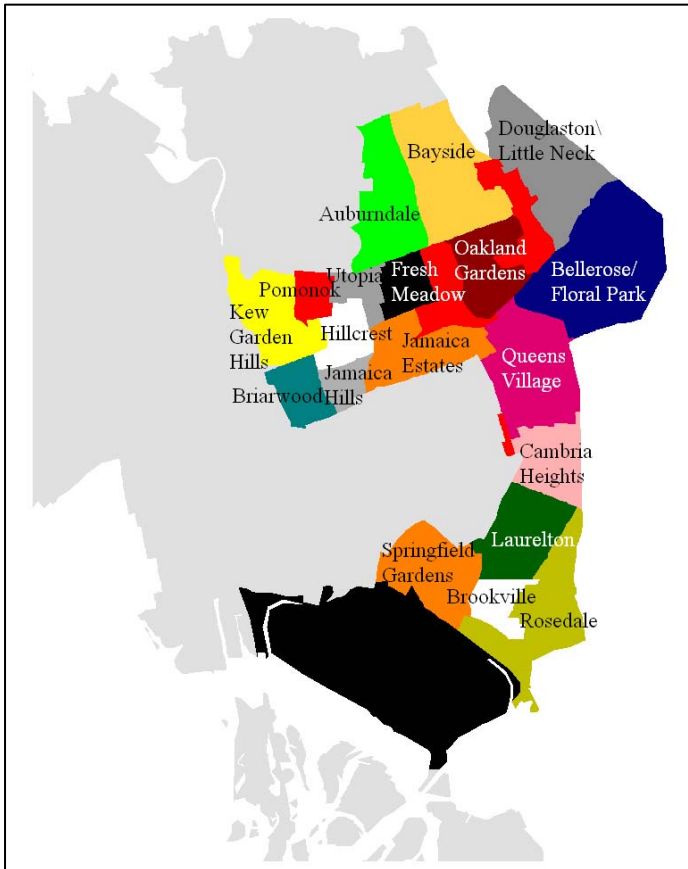 Douglaston\
Little Neck
Bayside
Auburndale
Oakland
Gardens
Bellerose/
Floral Park
Utopia
Fresh
Meadow
Pomonok
Kew
Garden
Hills
Hillcrest
Jamaica
Estates
Queens
Village
Jamaica
Hills
Briarwood
Cambria
Heights
Laurelton
Springfield
Gardens
Brookville
Rosedale